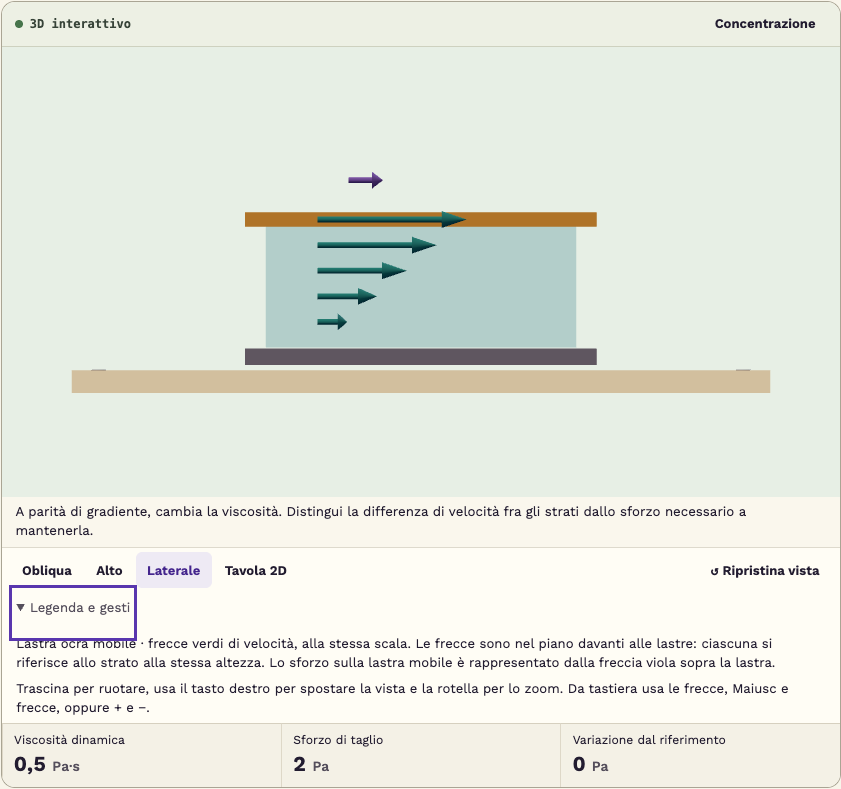 3D interattivo
Concentrazione
A parità di gradiente, cambia la viscosità. Distingui la differenza di velocità fra gli strati dallo sforzo necessario a
mantenerla.
Obliqua Alto Laterale Tavola 2D ↺ Ripristina vista
▼ Legenda e gesti
Lastra ocra mobile · frecce verdi di velocità, alla stessa scala. Le frecce sono nel piano davanti alle lastre: ciascuna si
riferisce allo strato alla stessa altezza. Lo sforzo sulla lastra mobile è rappresentato dalla freccia viola sopra la lastra.
Trascina per ruotare, usa il tasto destro per spostare la vista e la rotella per lo zoom. Da tastiera usa le frecce, Maiusc e
frecce, oppure + e −.
Viscosità dinamica
0,5 Pa·s
Sforzo di taglio
2 Pa
Variazione dal riferimento
0 Pa